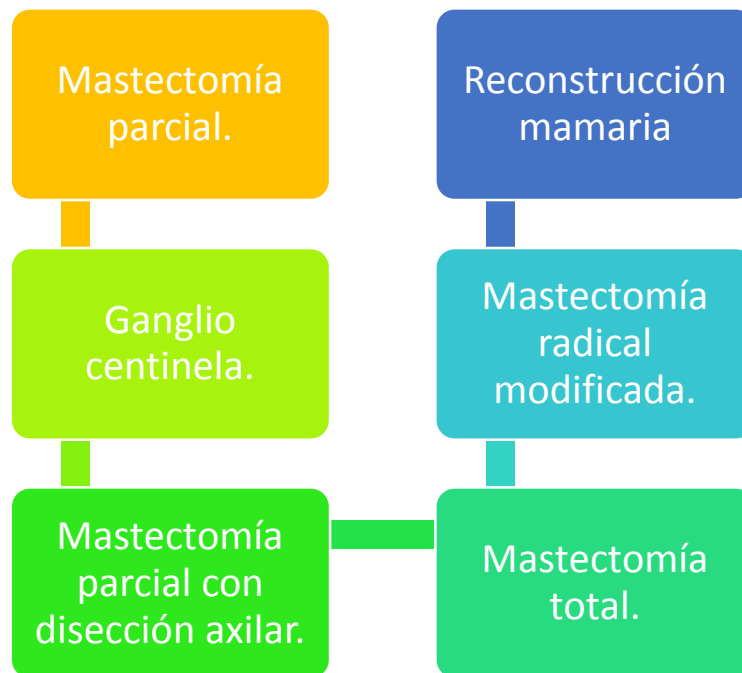 Mastectomía
parcial.
Ganglio
centinela.
Mastectomía
parcial con
disección axilar.
Mastectomía
total.
Mastectomía
radical
modificada.
Reconstrucción
mamaria